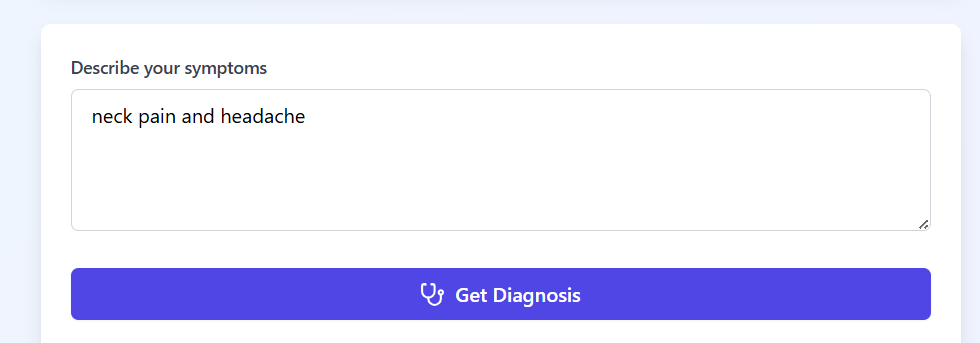 Describe your symptoms
neck pain and headache
Get Diagnosis